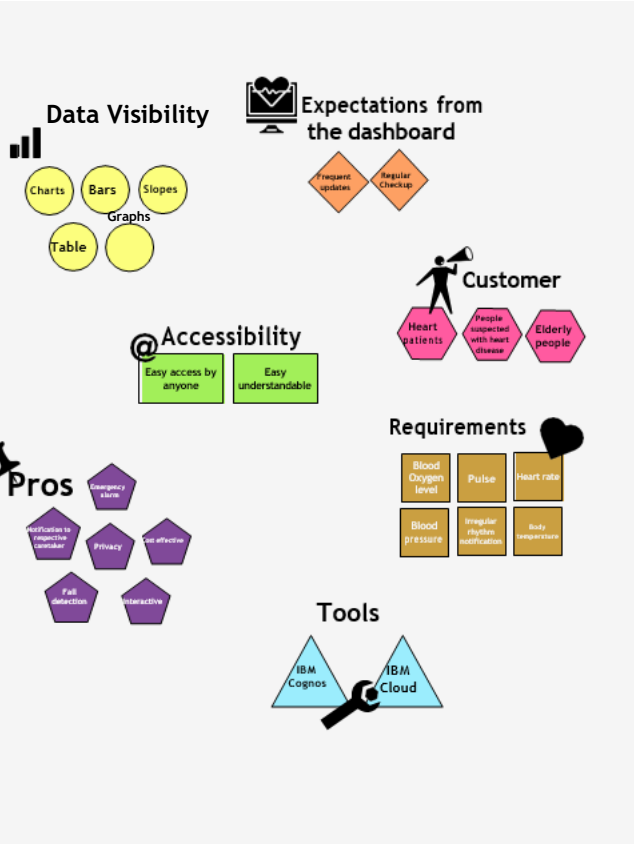 Data Visibility
Charts
Bars
Slopes
Graphs
Table
Expectations from
the dashboard
Frequent
updates
Regular
Checkup
Customer
Heart
patients
People
suspected
with heart
disease
Elderly
people
@Accessibility
Easy access by
anyone
Easy
understandable
Requirements
Blood
Oxygen
level
Pulse
Heart rate
Blood
pressure
Irregular
rhythm
notification
Body
temperature
Pros
Emergency
alarm
Notification to
respective
caretaker
Privacy
Cost effective
Fall
detection
Interactive
Tools
IBM
Cognos
IBM
Cloud